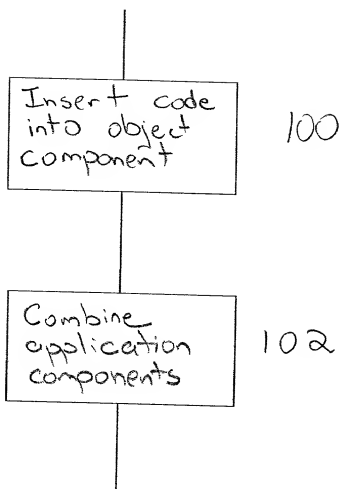 Insert code
into object
component
100
Combine
application
components
102